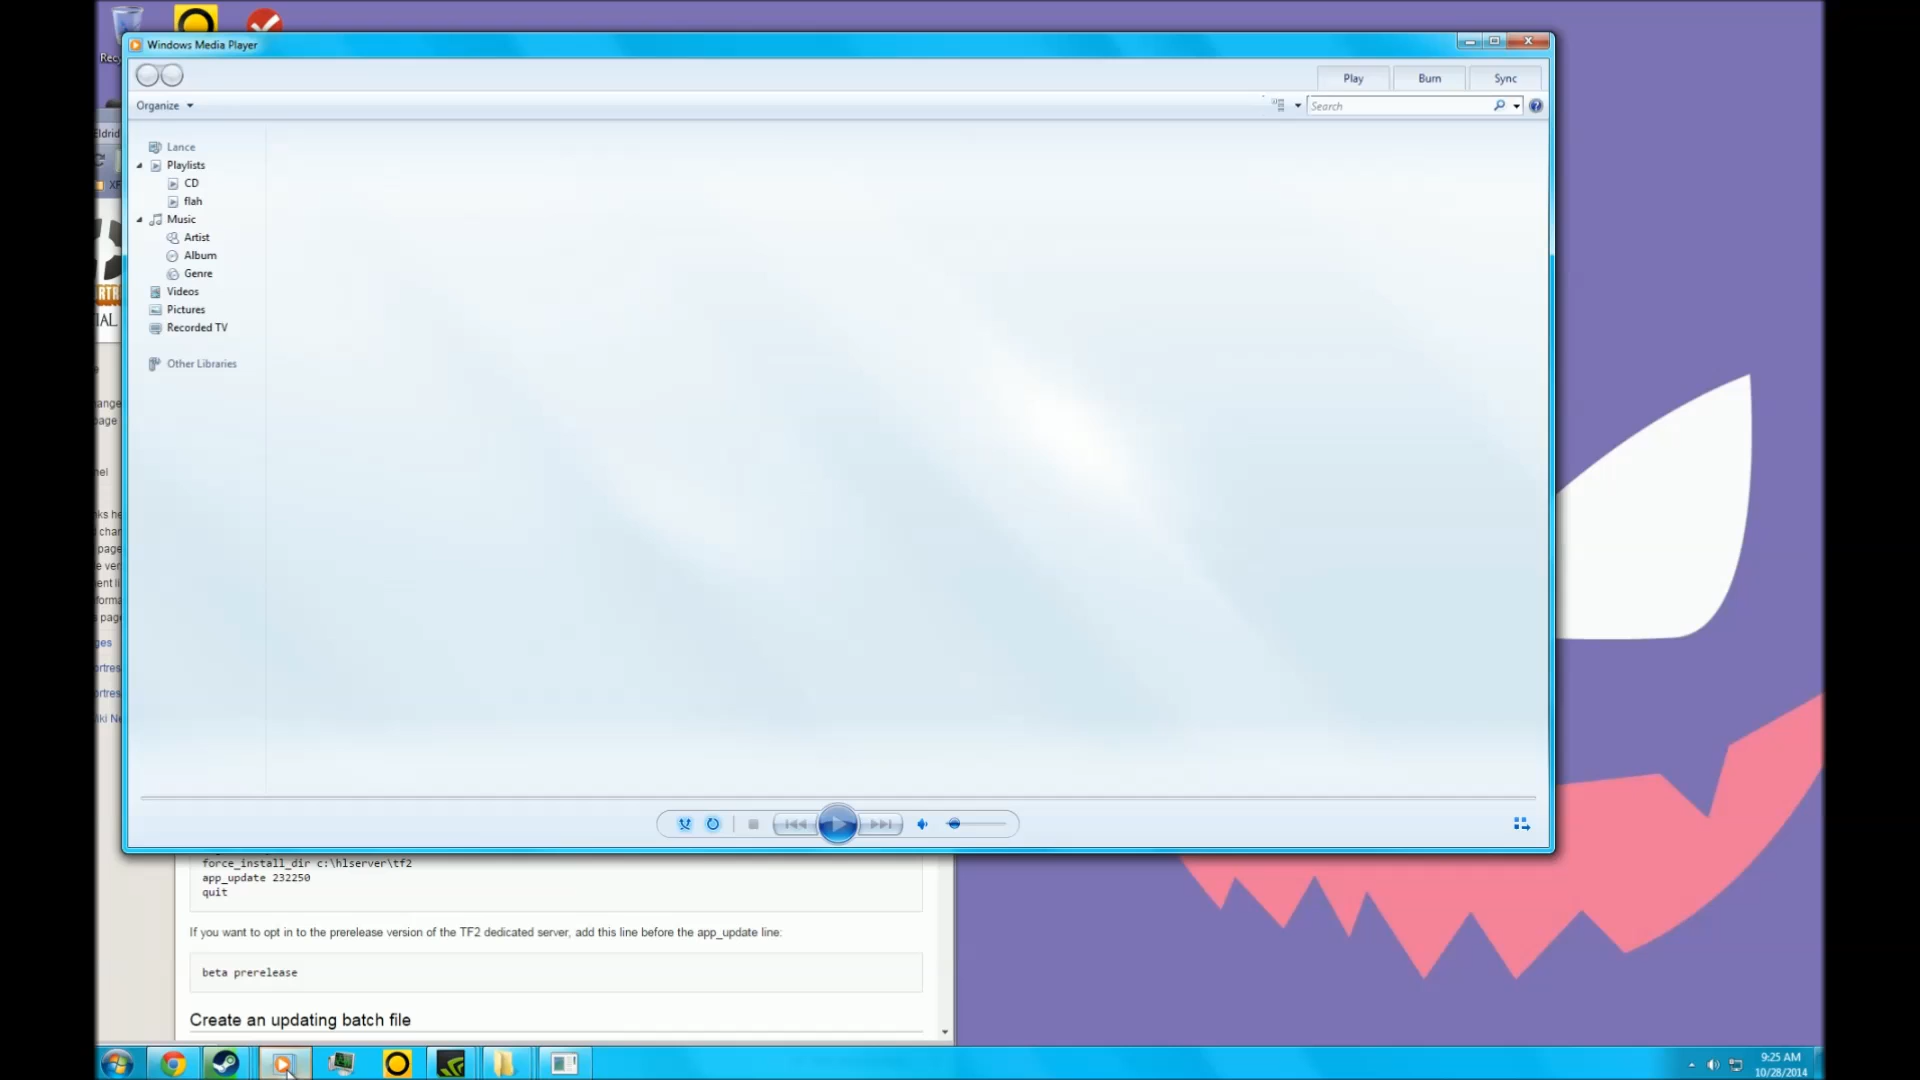 Windows Media Player
Play
Burn
Sync
Organize
Search
Lance
Playlists
CD
flah
Music
Artist
Album
Genre
Videos
Pictures
Recorded TV
Other Libraries
force_install_dir c:\hlserver\tf2
app_update 232250
quit
If you want to opt in to the prerelease version of the TF2 dedicated server, add this line before the app_update line:
beta prerelease
Create an updating batch file
9:25 AM
10/28/2014